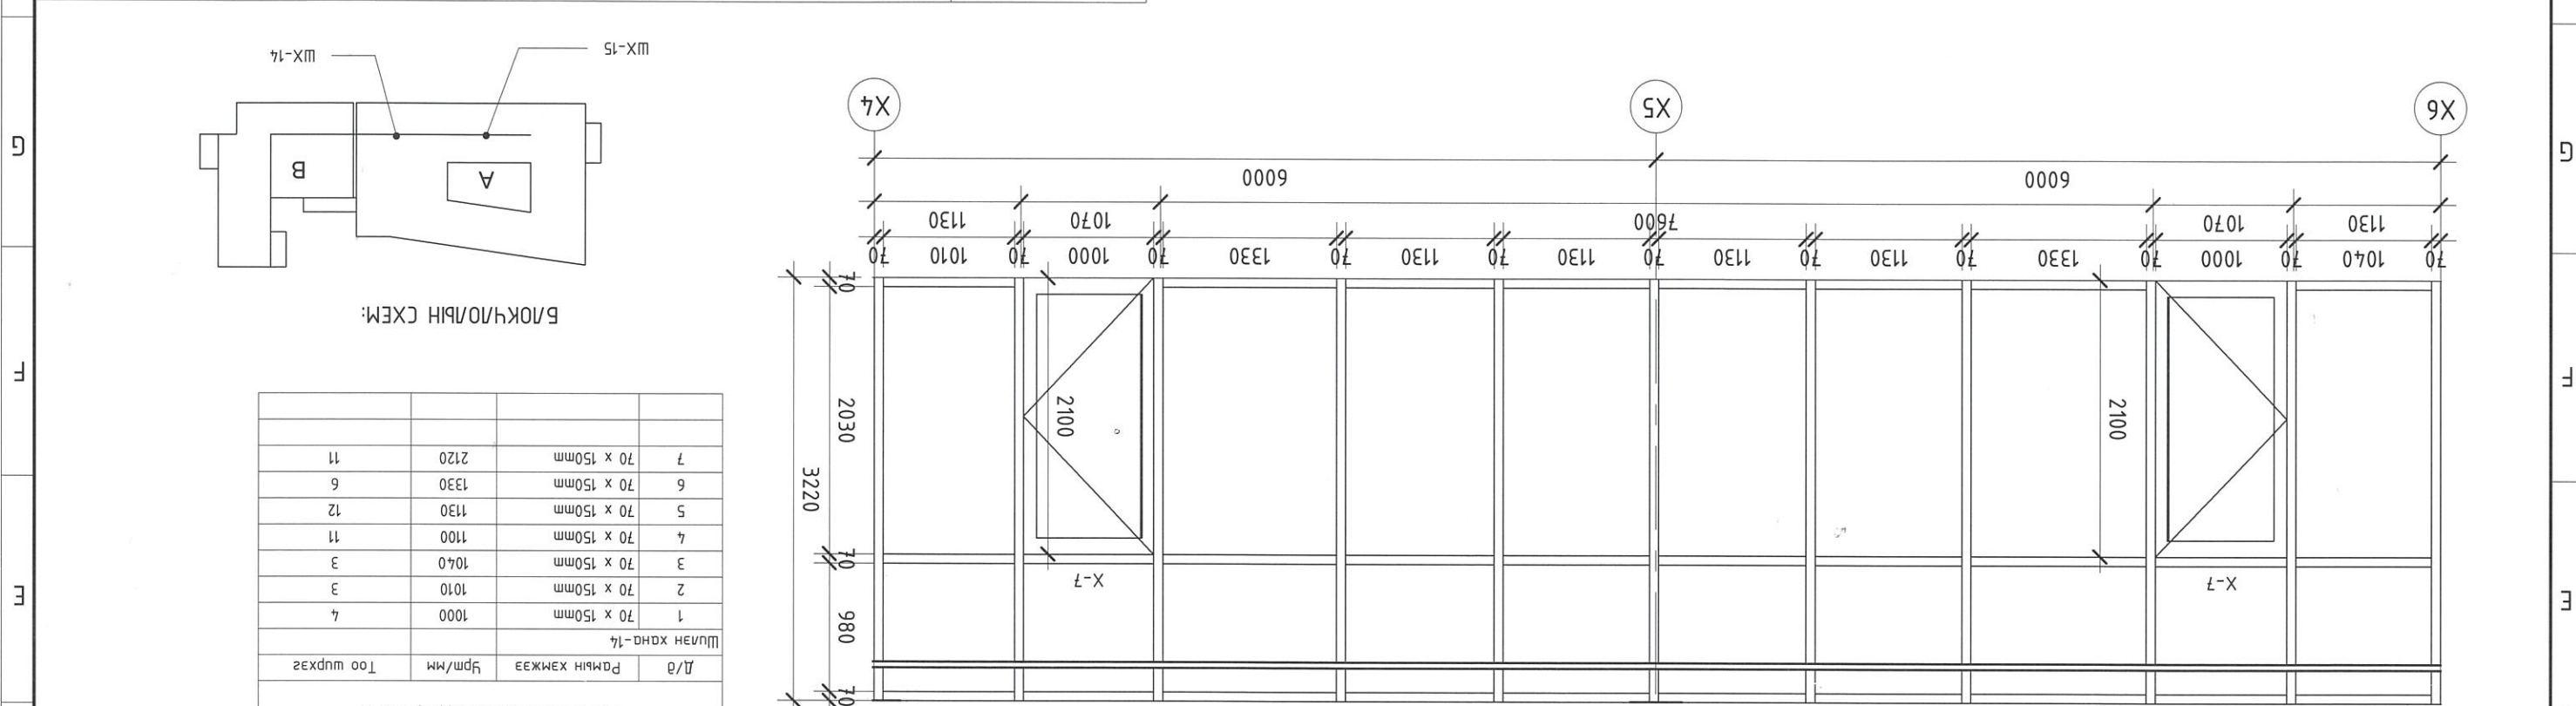 E
F
G
X-7
X-7
2100
2100
70
980
70
2030
70
3220
70 1040 70 1000 70 1330 70 1130 70 1130 70 1130 70 1130 70 1330 70 1000 70 1010 70
1130 1070 7600 1070 1130
6000 6000
X6 X5 X4
Д/д Рамын хэмжээ Урт/мм Тоо ширхэг
Шилэн хана-14
1 70 x 150mm 1000 4
2 70 x 150mm 1010 3
3 70 x 150mm 1040 3
4 70 x 150mm 1100 11
5 70 x 150mm 1130 12
6 70 x 150mm 1330 6
7 70 x 150mm 2120 11
БЛОКЧЛОЛЫН СХЕМ:
A
B
ШХ-15
ШХ-14
E
F
G